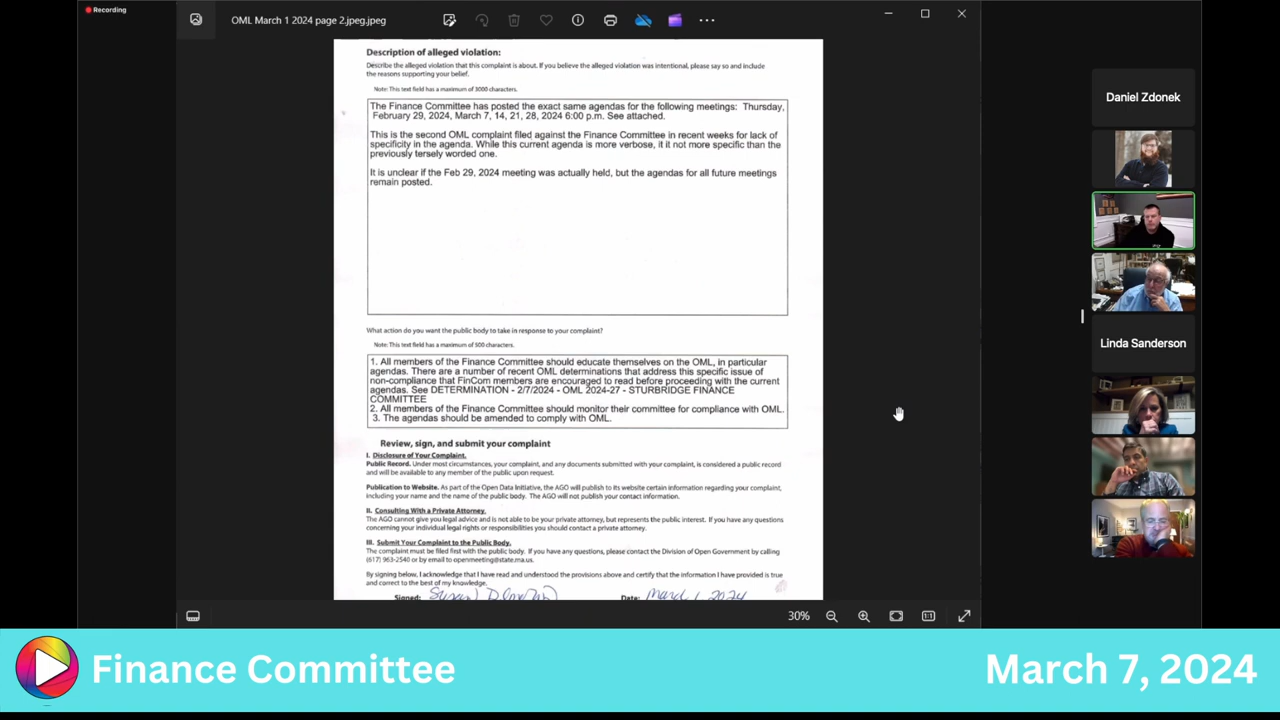 Recording
OML March 1 2024 page 2.jpeg.jpeg
Description of alleged violation:
Describe the alleged violation that this complaint is about. If you believe the alleged violation was intentional, please say so and include
the reasons supporting your belief.
Note: This text field has a maximum of 3000 characters.
The Finance Committee has posted the exact same agendas for the following meetings: Thursday,
February 29, 2024, March 7, 14, 21, 28, 2024 6:00 p.m. See attached.
This is the second OML complaint filed against the Finance Committee in recent weeks for lack of
specificity in the agenda. While this current agenda is more verbose, it it not more specific than the
previously tersely worded one.
It is unclear if the Feb 29, 2024 meeting was actually held, but the agendas for all future meetings
remain posted.
What action do you want the public body to take in response to your complaint?
Note: This text field has a maximum of 500 characters.
1. All members of the Finance Committee should educate themselves on the OML, in particular
agendas. There are a number of recent OML determinations that address this specific issue of
non-compliance that FinCom members are encouraged to read before proceeding with the current
agendas. See DETERMINATION - 2/7/2024 - OML 2024-27 - STURBRIDGE FINANCE
COMMITTEE
2. All members of the Finance Committee should monitor their committee for compliance with OML.
3. The agendas should be amended to comply with OML.
Review, sign, and submit your complaint
I. Disclosure of Your Complaint.
Public Record. Under most circumstances, your complaint, and any documents submitted with your complaint, is considered a public record
and will be available to any member of the public upon request.
Publication to Website. As part of the Open Data Initiative, the AGO will publish to its website certain information regarding your complaint,
including your name and the name of the public body. The AGO will not publish your contact information.
II. Consulting With a Private Attorney.
The AGO cannot give you legal advice and is not able to be your private attorney, but represents the public interest. If you have any questions
concerning your individual legal rights or responsibilities you should contact a private attorney.
III. Submit Your Complaint to the Public Body.
The complaint must be filed first with the public body. If you have any questions, please contact the Division of Open Government by calling
(617) 963-2540 or by email to openmeeting@state.ma.us.
By signing below, I acknowledge that I have read and understood the provisions above and certify that the information I have provided is true
and correct to the best of my knowledge.
Signed: Susan Date: March 1, 2024
30%
1:1
Daniel Zdonek
Linda Sanderson
Finance Committee
March 7, 2024